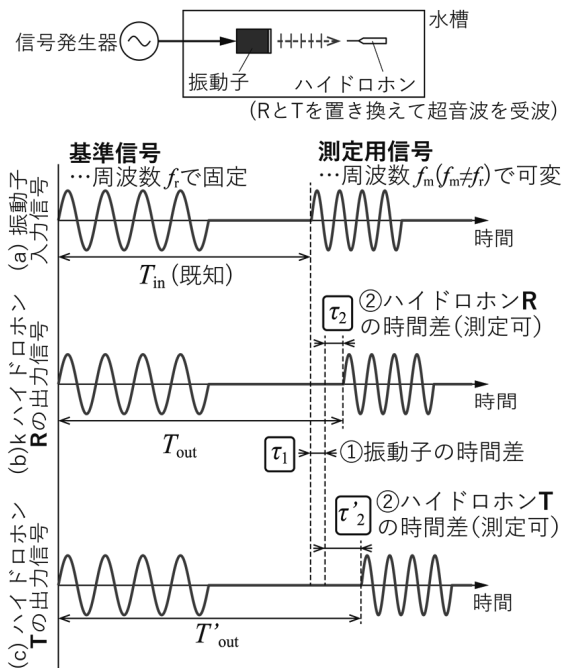 信号発生器
水槽
振動子
ハイドロホン
(RとTを置き換えて超音波を受波)
基準信号
…周波数 frで固定
測定用信号
…周波数 fm(fm≠fr)で可変
(a) 振動子
入力信号
時間
Tin (既知)
τ2
②ハイドロホンR
の時間差(測定可)
(b)k ハイドロホン
Rの出力信号
時間
Tout
τ1
①振動子の時間差
τ'2
②ハイドロホンT
の時間差(測定可)
(c) ハイドロホン
Tの出力信号
時間
T'out